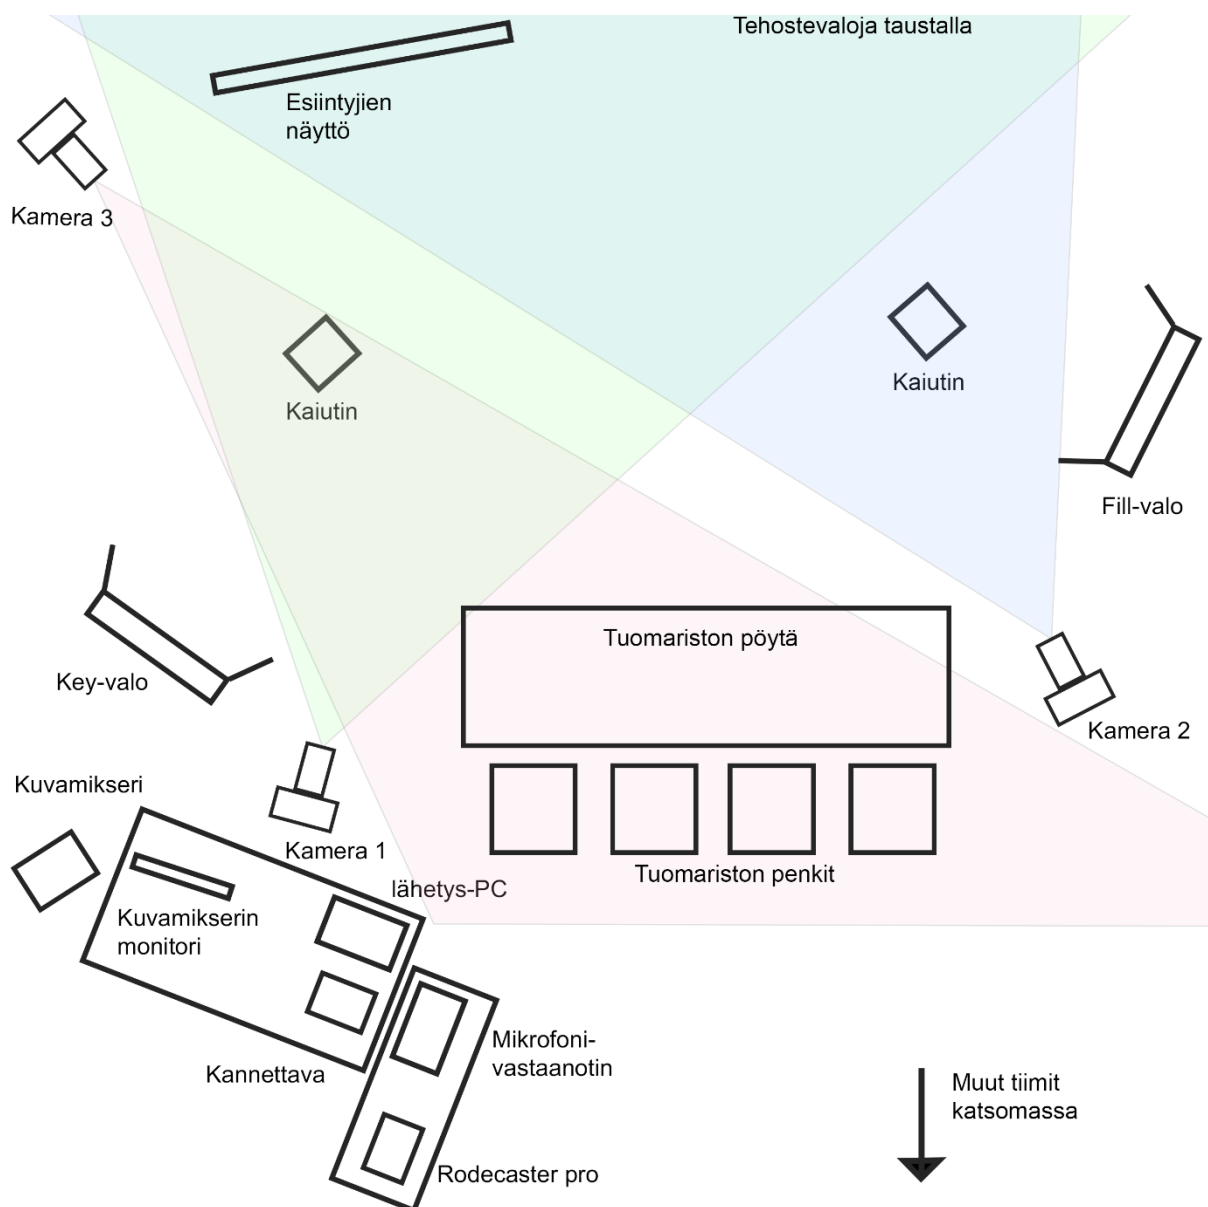 Tehostevaloja taustalla
Esiintyjien
näyttö
Kamera 3
Kaiutin
Kaiutin
Fill-valo
Tuomariston pöytä
Key-valo
Kamera 2
Kuvamikseri
Kamera 1
Tuomariston penkit
lähetys-PC
Kuvamikserin
monitori
Mikrofoni-
vastaanotin
Kannettava
Muut tiimit
katsomassa
Rodecaster pro